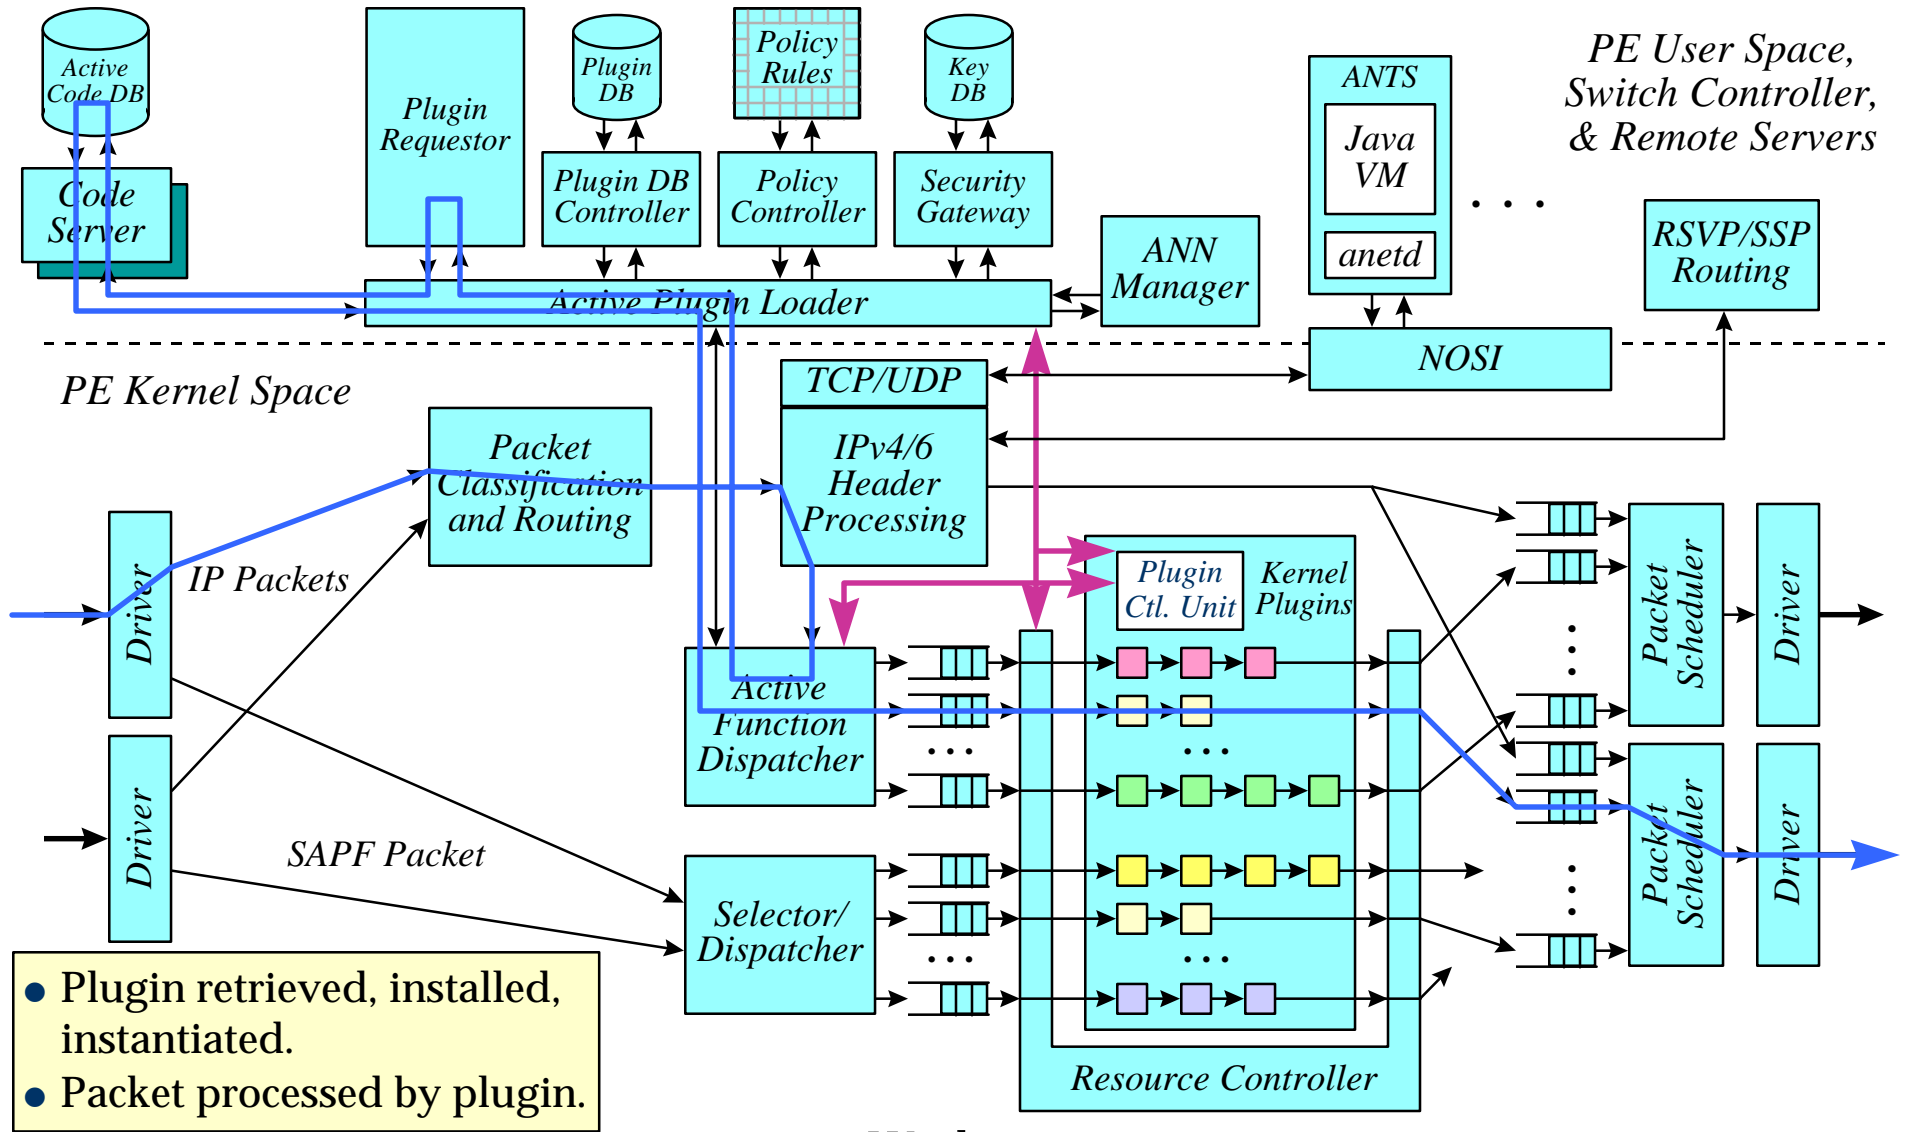 Active
Code DB
Plugin
Requestor
Plugin
DB
Policy
Rules
Key
DB
ANTS
Java
VM
anetd
PE User Space,
Switch Controller,
& Remote Servers
Code
Server
Plugin DB
Controller
Policy
Controller
Security
Gateway
ANN
Manager
. . .
RSVP/SSP
Routing
Active Plugin Loader
NOSI
PE Kernel Space
TCP/UDP
IPv4/6
Header
Processing
Packet
Classification
and Routing
Driver
IP Packets
Plugin
Ctl. Unit
Kernel
Plugins
Packet
Scheduler
Driver
Active
Function
Dispatcher
. . .
. . .
Driver
SAPF Packet
Packet
Scheduler
Driver
Selector/
Dispatcher
. . .
. . .
Resource Controller
• Plugin retrieved, installed,
instantiated.
• Packet processed by plugin.